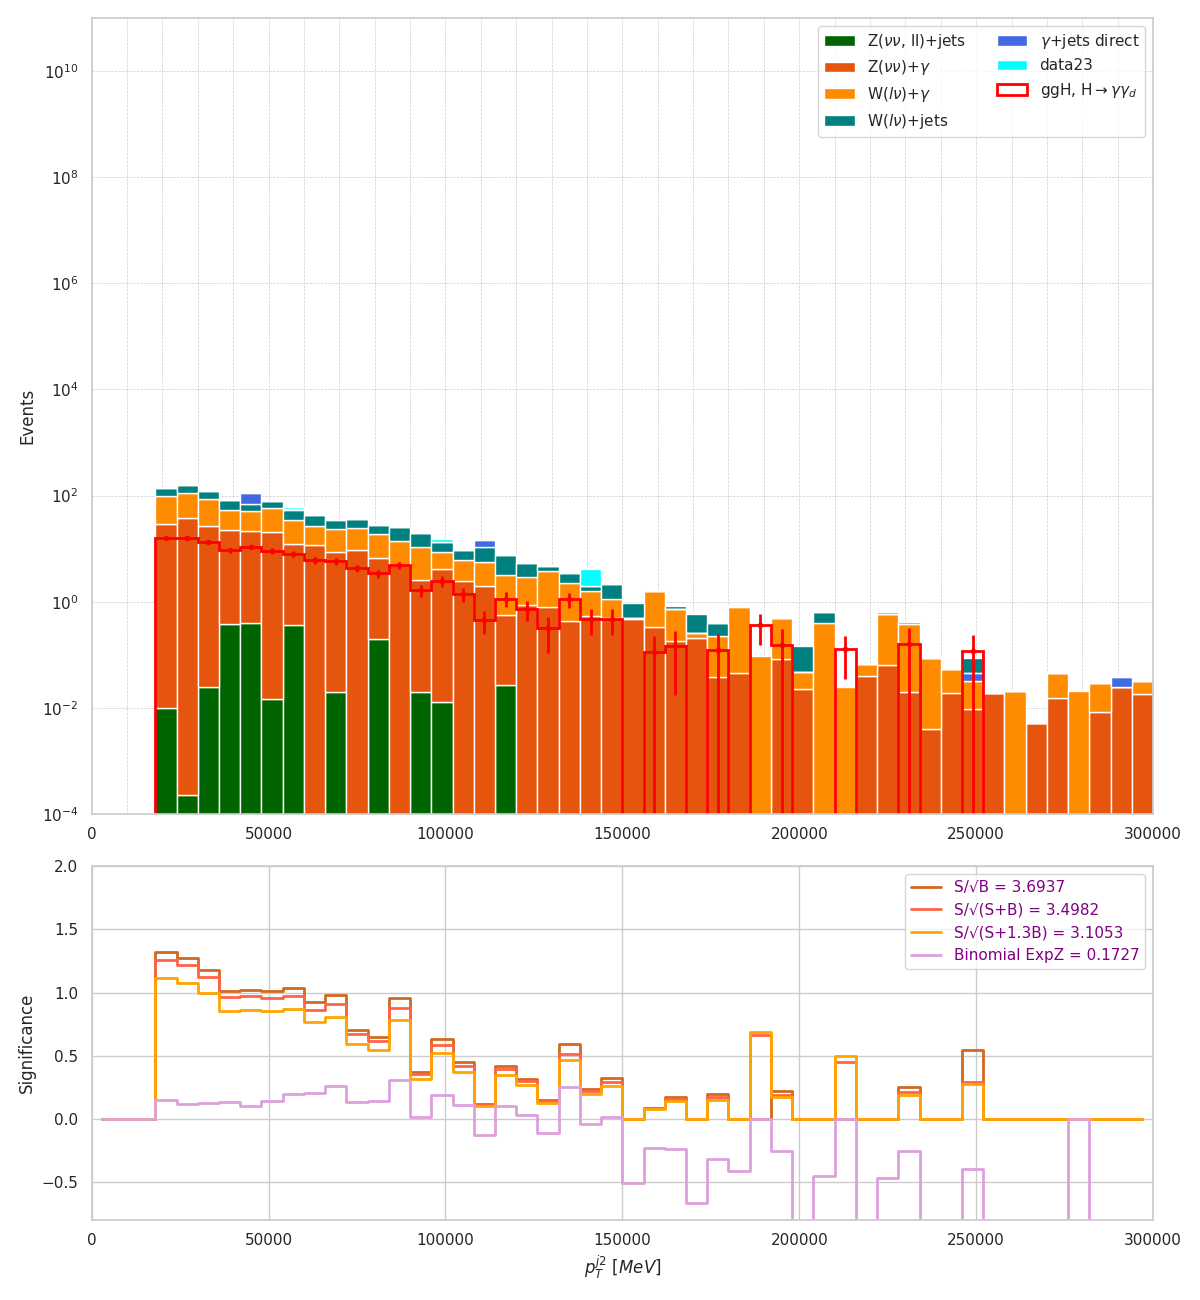 Z(νν, ll)+jets
Z(νν)+γ
W(lν)+γ
W(lν)+jets
γ+jets direct
data23
ggH, H→γγ_d
Events
10^10
10^8
10^6
10^4
10^2
10^0
10^−2
10^−4
0 50000 100000 150000 200000 250000 300000
S/√B = 3.6937
S/√(S+B) = 3.4982
S/√(S+1.3B) = 3.1053
Binomial ExpZ = 0.1727
Significance
2.0
1.5
1.0
0.5
0.0
−0.5
0 50000 100000 150000 200000 250000 300000
p_T^{j2} [MeV]